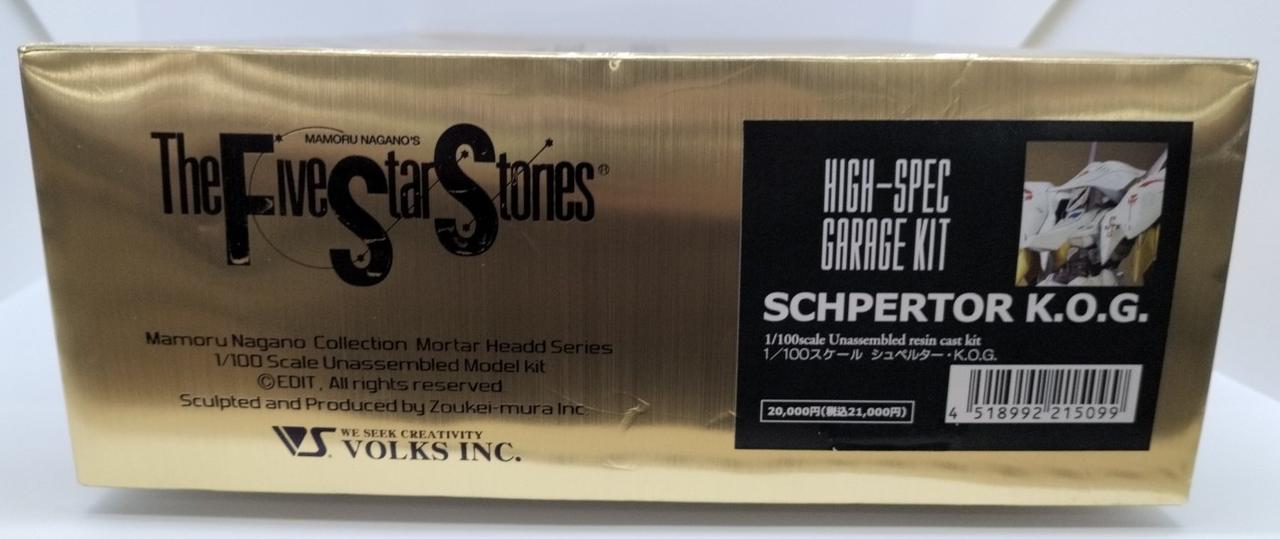 MAMORU NAGANO'S
The Five Star Stories®
Mamoru Nagano Collection Mortar Headd Series
1/100 Scale Unassembled Model kit
©EDIT, All rights reserved
Sculpted and Produced by Zoukei-mura Inc.
VS. WE SEEK CREATIVITY
VOLKS INC.
HIGH-SPEC
GARAGE KIT
SCHPERTOR K.O.G.
1/100scale Unassembled resin cast kit
1/100スケール シュペルター・K.O.G.
20,000円(税込21,000円)
4 518992 215099